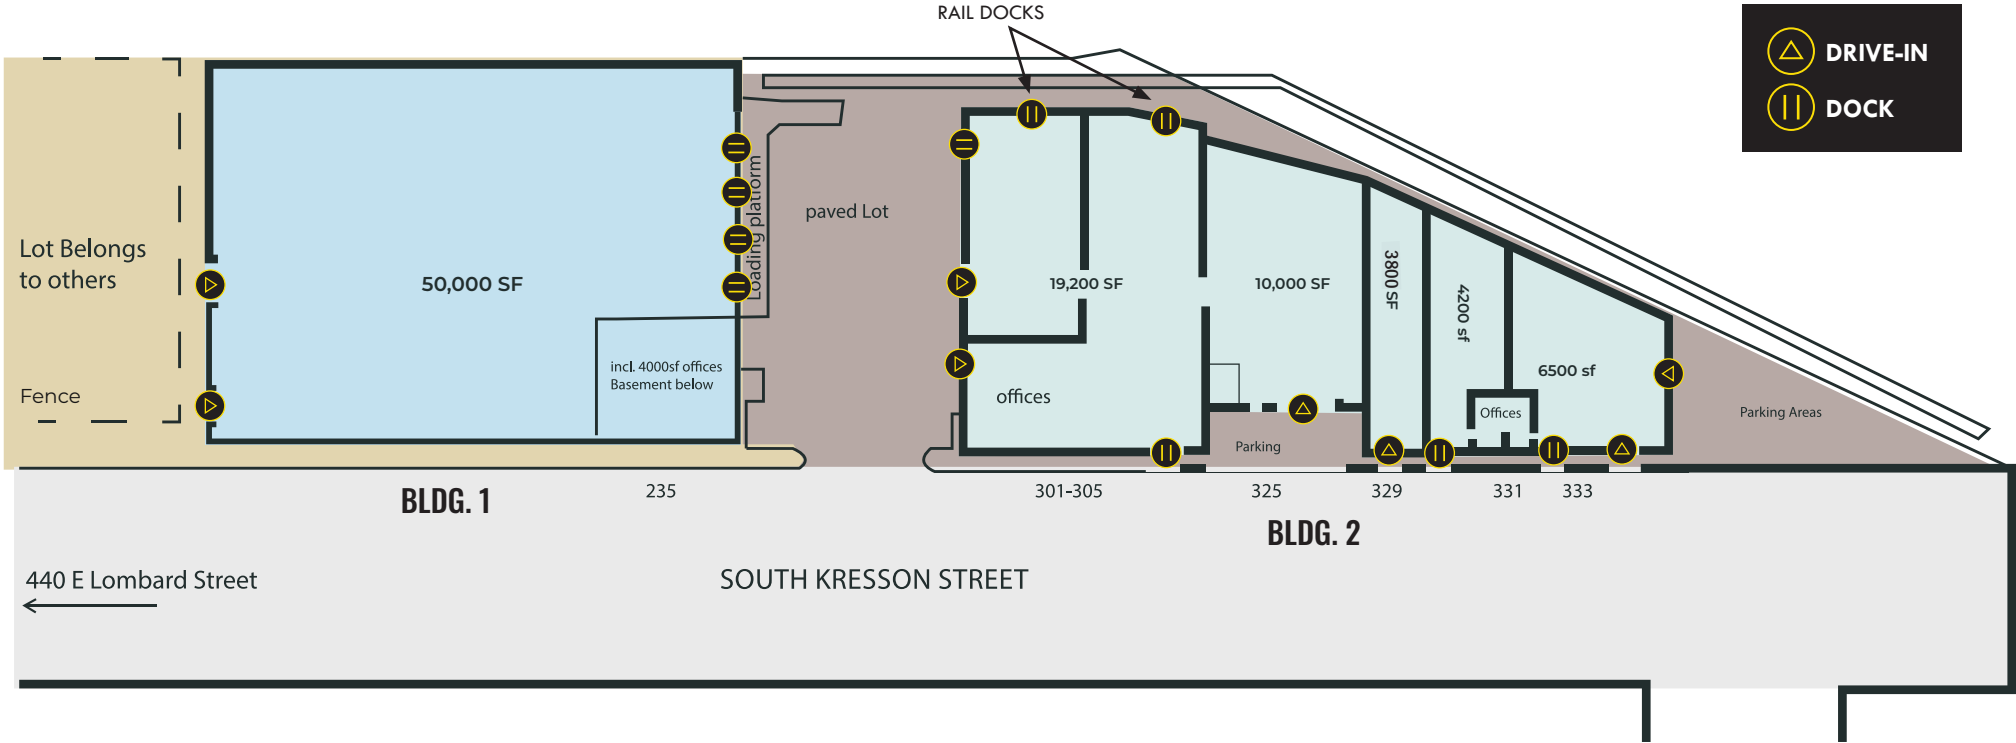 RAIL DOCKS
DRIVE-IN
DOCK
Lot Belongs
to others
Fence
50,000 SF
incl. 4000sf offices
Basement below
Loading platform
paved Lot
19,200 SF
offices
10,000 SF
Parking
3800 SF
4200 sf
6500 sf
Offices
Parking Areas
235
301-305
325
329
331
333
BLDG. 1
BLDG. 2
440 E Lombard Street
SOUTH KRESSON STREET